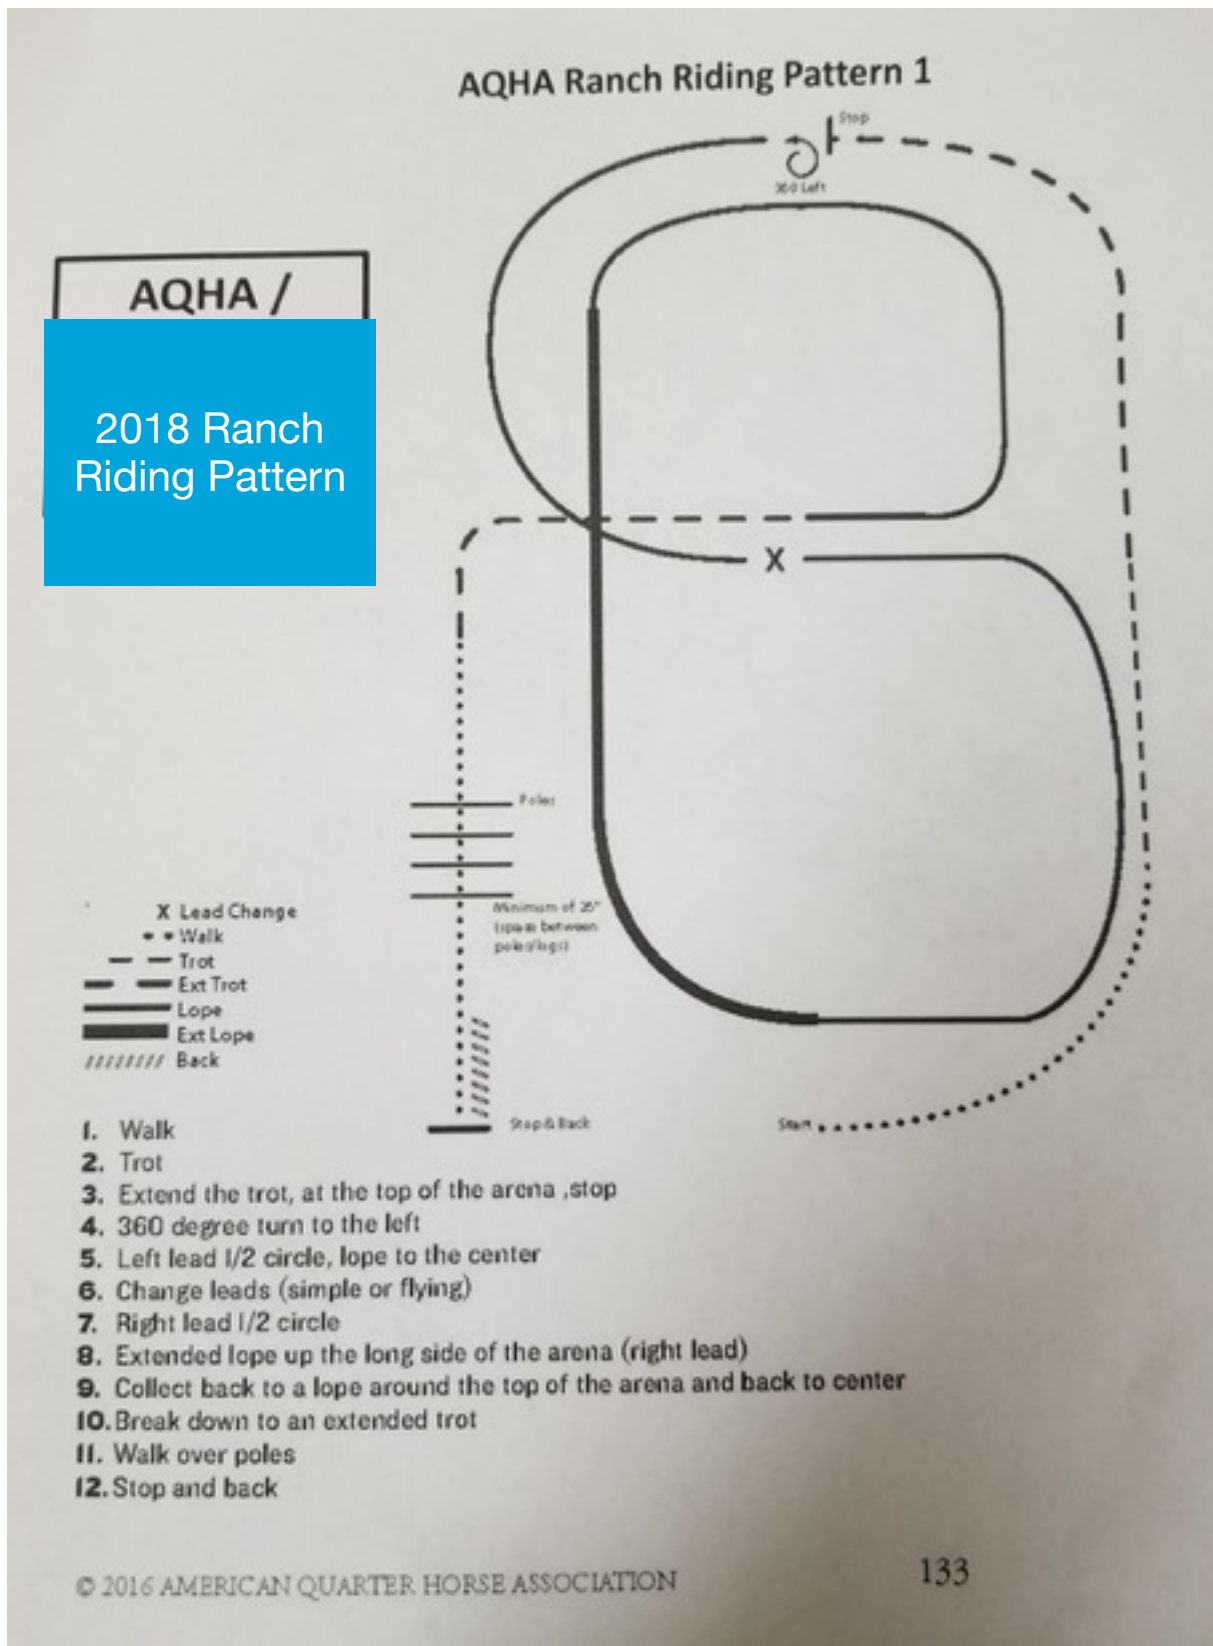 AQHA Ranch Riding Pattern 1
Stop
360 Left
AQHA /
2018 Ranch
Riding Pattern
X
Poles
Minimum of 26"
(space between
poles/logs)
X Lead Change
Walk
Trot
Ext Trot
Lope
Ext Lope
Back
Stop & Back
Start
1. Walk
2. Trot
3. Extend the trot, at the top of the arena ,stop
4. 360 degree turn to the left
5. Left lead 1/2 circle, lope to the center
6. Change leads (simple or flying)
7. Right lead 1/2 circle
8. Extended lope up the long side of the arena (right lead)
9. Collect back to a lope around the top of the arena and back to center
10. Break down to an extended trot
11. Walk over poles
12. Stop and back
© 2016 AMERICAN QUARTER HORSE ASSOCIATION
133